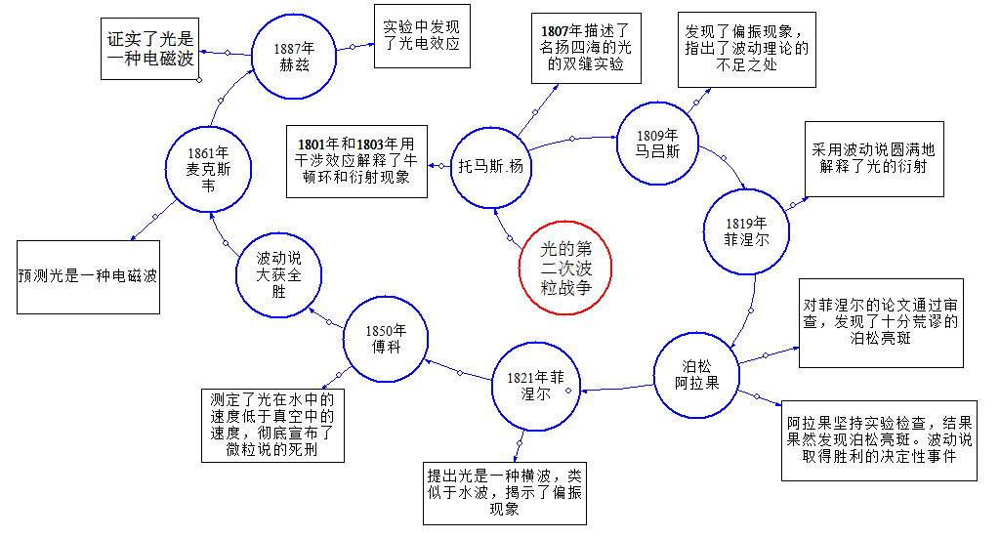 光的第
二次波
粒战争
托马斯.杨
1801年和1803年用
干涉效应解释了牛
顿环和衍射现象
1807年描述了
名扬四海的光
的双缝实验
1809年
马吕斯
发现了偏振现象,
指出了波动理论的
不足之处
1819年
菲涅尔
采用波动说圆满地
解释了光的衍射
泊松
阿拉果
对菲涅尔的论文通过审
查,发现了十分荒谬的
泊松亮斑
阿拉果坚持实验检查,结果
果然发现泊松亮斑。波动说
取得胜利的决定性事件
1821年菲
涅尔
提出光是一种横波,类
似于水波,揭示了偏振
现象
1850年
傅科
测定了光在水中的
速度低于真空中的
速度,彻底宣布了
微粒说的死刑
波动说
大获全
胜
1861年
麦克斯
韦
预测光是一种电磁波
1887年
赫兹
证实了光是
一种电磁波
实验中发现
了光电效应